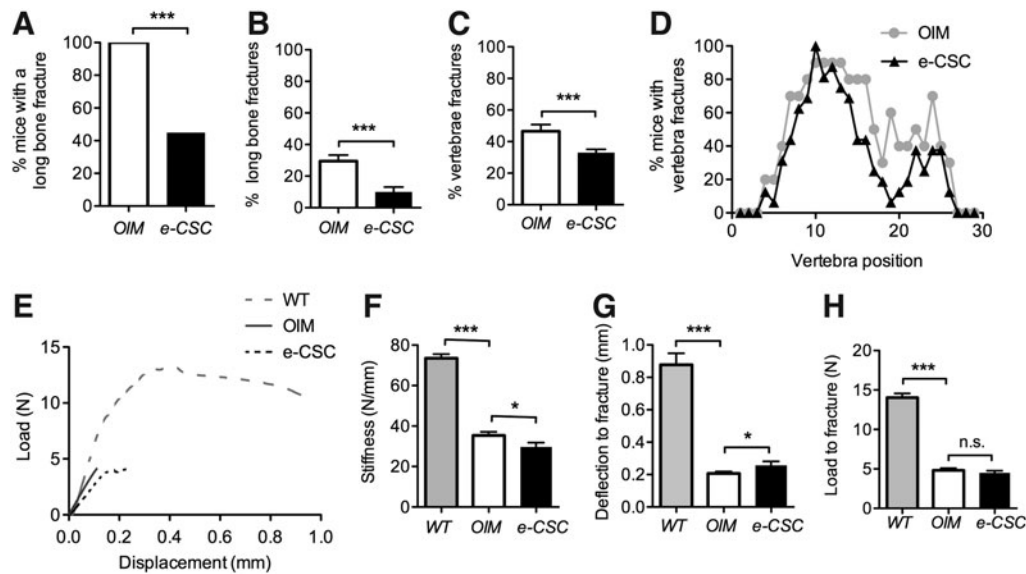 A
% mice with a
long bone fracture
100
80
60
40
20
0
***
OIM e-CSC
B
% long bone fractures
100
80
60
40
20
0
***
OIM e-CSC
C
% vertebrae fractures
100
80
60
40
20
0
***
OIM e-CSC
D
% mice with
vertebra fractures
100
80
60
40
20
0
OIM
e-CSC
0 10 20 30
Vertebra position
E
WT
OIM
e-CSC
Load (N)
15
10
5
0
0.0 0.2 0.4 0.6 0.8 1.0
Displacement (mm)
F
Stiffness (N/mm)
80
60
40
20
0
***
*
WT OIM e-CSC
G
Deflection to fracture (mm)
1.0
0.8
0.6
0.4
0.2
0.0
***
*
WT OIM e-CSC
H
Load to fracture (N)
20
15
10
5
0
***
n.s.
WT OIM e-CSC